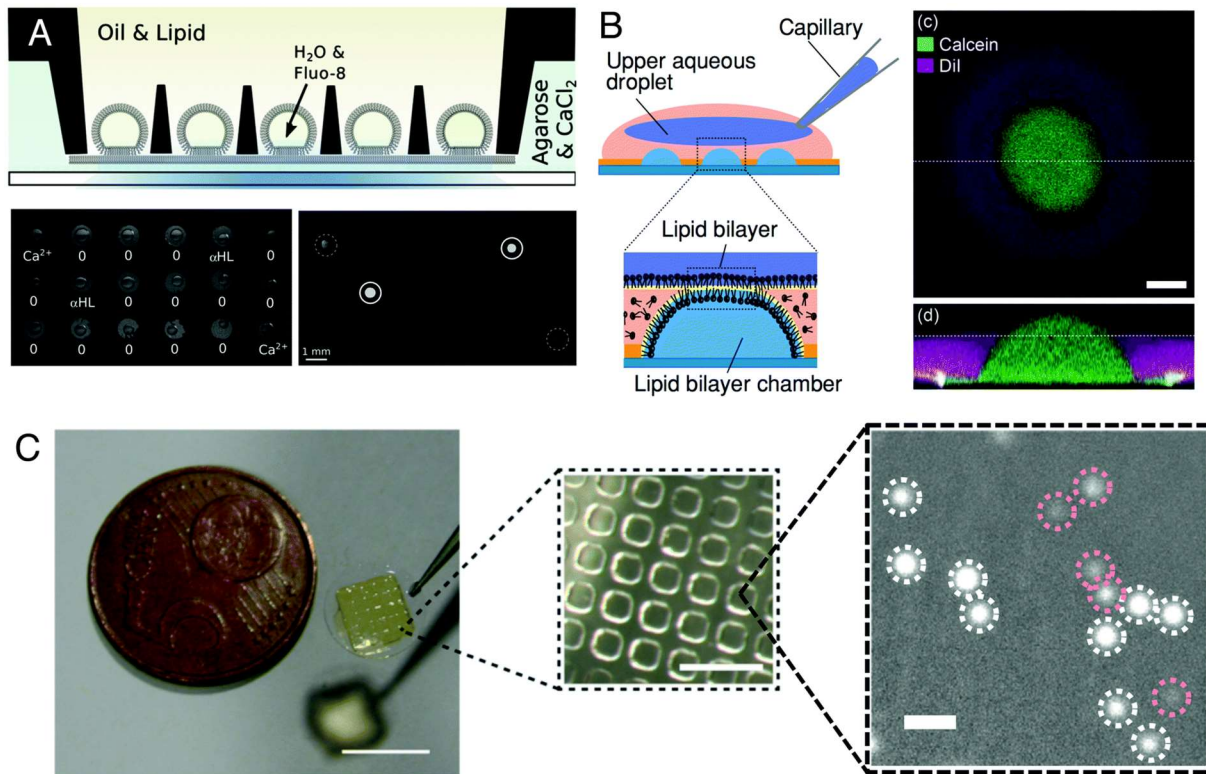 A
Oil & Lipid
H₂O &
Fluo-8
Agarose
& CaCl₂
Ca²⁺ 0 0 0 αHL 0
0 αHL 0 0 0 0
0 0 0 0 0 Ca²⁺
1 mm
B
Capillary
Upper aqueous
droplet
Lipid bilayer
Lipid bilayer chamber
(c)
Calcein
DiI
(d)
C